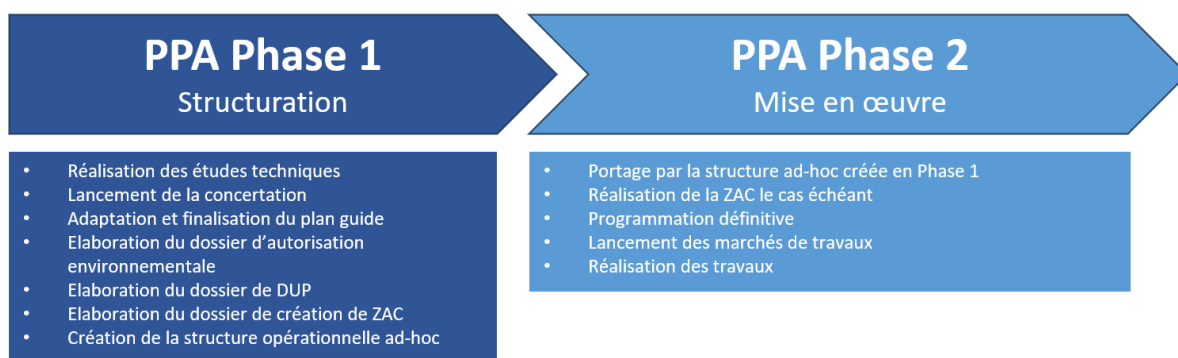 PPA Phase 1
Structuration
• Réalisation des études techniques
• Lancement de la concertation
• Adaptation et finalisation du plan guide
• Elaboration du dossier d’autorisation
environnementale
• Elaboration du dossier de DUP
• Elaboration du dossier de création de ZAC
• Création de la structure opérationnelle ad-hoc
PPA Phase 2
Mise en œuvre
• Portage par la structure ad-hoc créée en Phase 1
• Réalisation de la ZAC le cas échéant
• Programmation définitive
• Lancement des marchés de travaux
• Réalisation des travaux